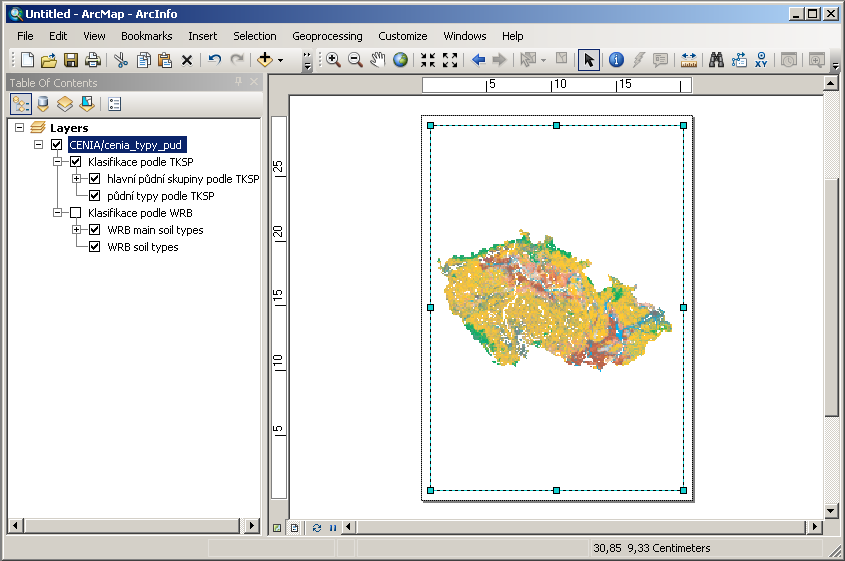 Untitled - ArcMap - ArcInfo
File Edit View Bookmarks Insert Selection Geoprocessing Customize Windows Help
Table Of Contents
Layers
CENIA/cenia_typy_pud
Klasifikace podle TKSP
hlavní půdní skupiny podle TKSP
půdní typy podle TKSP
Klasifikace podle WRB
WRB main soil types
WRB soil types
5 10 15
25
20
15
10
5
XY
30,85 9,33 Centimeters